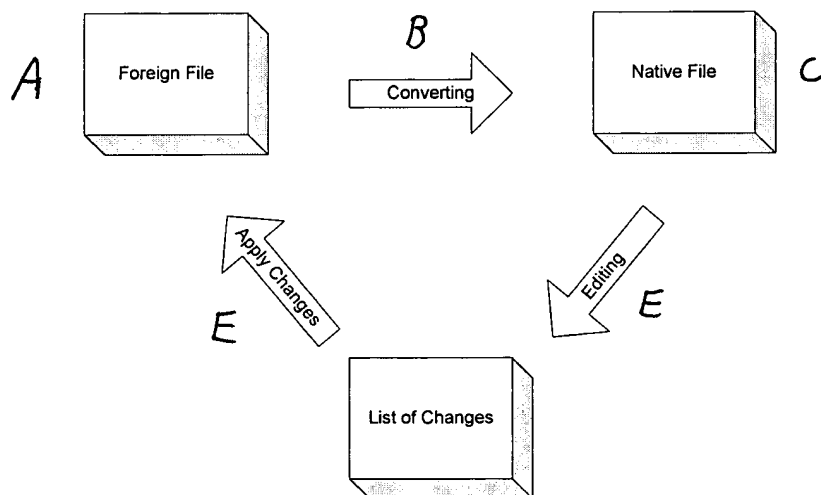 B
A
Foreign File
Converting
Native File
C
Apply Changes
Editing
E
E
List of Changes